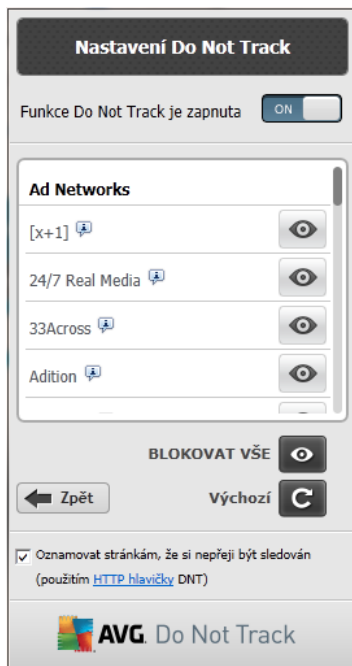 Nastavení Do Not Track
Funkce Do Not Track je zapnuta ON
Ad Networks
[x+1]
24/7 Real Media
33Across
Adition
BLOKOVAT VŠE
Zpět Výchozí
Oznamovat stránkám, že si nepřeji být sledován
(použitím HTTP hlavičky DNT)
AVG. Do Not Track